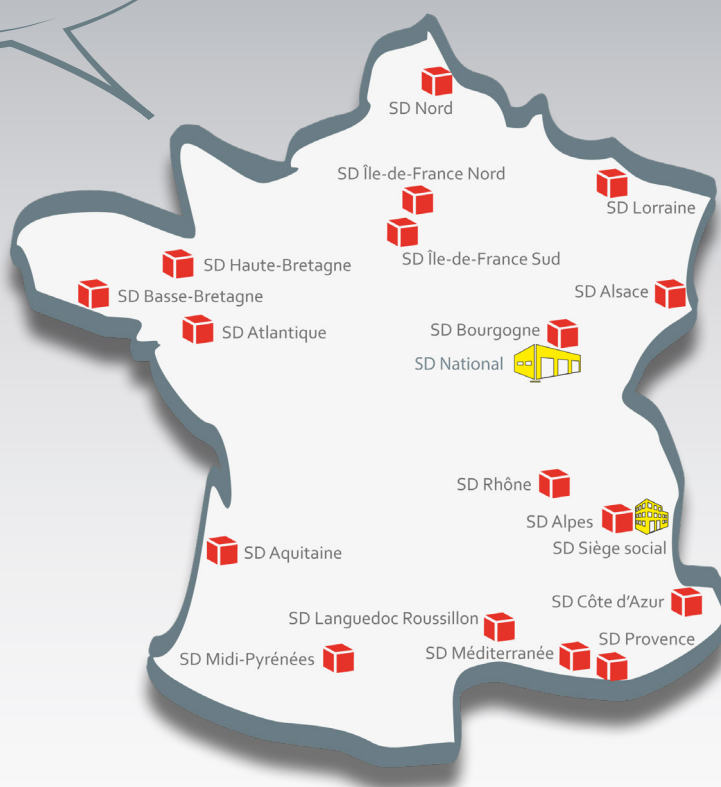 SD Nord
SD Île-de-France Nord
SD Lorraine
SD Île-de-France Sud
SD Haute-Bretagne
SD Alsace
SD Basse-Bretagne
SD Atlantique
SD Bourgogne
SD National
SD Rhône
SD Alpes
SD Siège social
SD Aquitaine
SD Côte d'Azur
SD Languedoc Roussillon
SD Provence
SD Méditerranée
SD Midi-Pyrénées